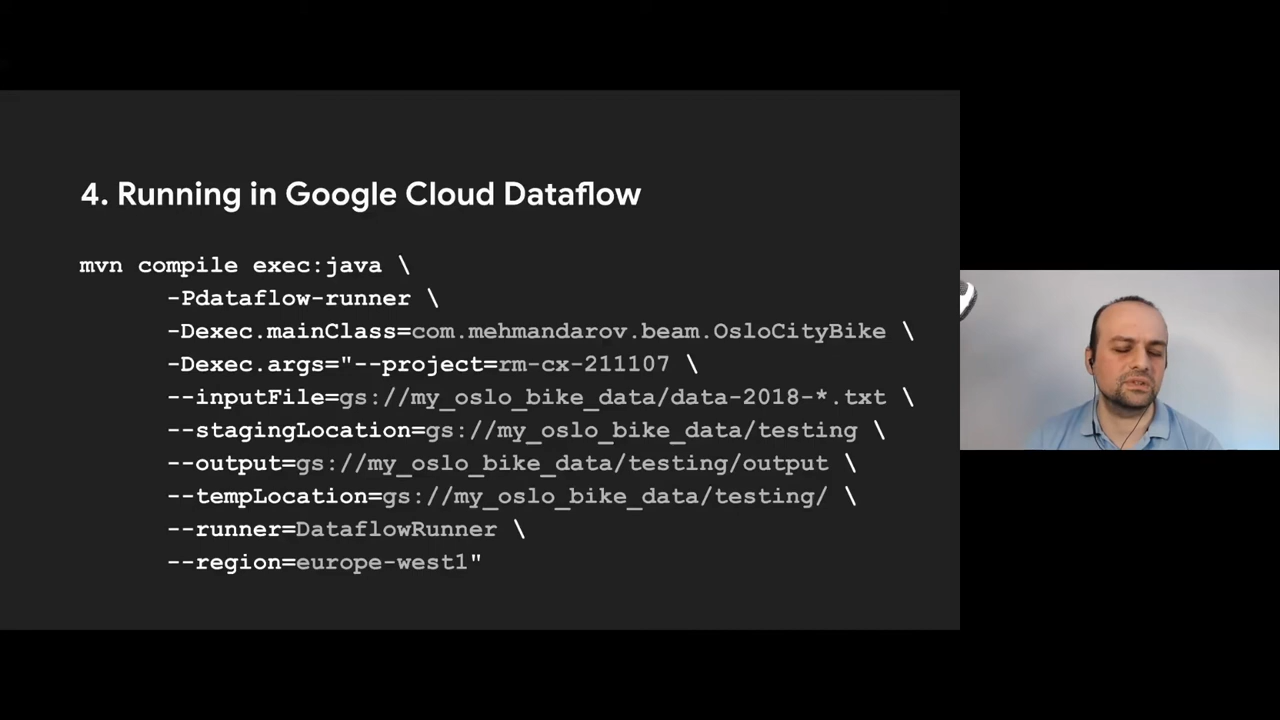 4. Running in Google Cloud Dataflow
mvn compile exec:java \
-Pdataflow-runner \
-Dexec.mainClass=com.mehmandarov.beam.OsloCityBike \
-Dexec.args="--project=rm-cx-211107 \
--inputFile=gs://my_oslo_bike_data/data-2018-*.txt \
--stagingLocation=gs://my_oslo_bike_data/testing \
--output=gs://my_oslo_bike_data/testing/output \
--tempLocation=gs://my_oslo_bike_data/testing/ \
--runner=DataflowRunner \
--region=europe-west1"